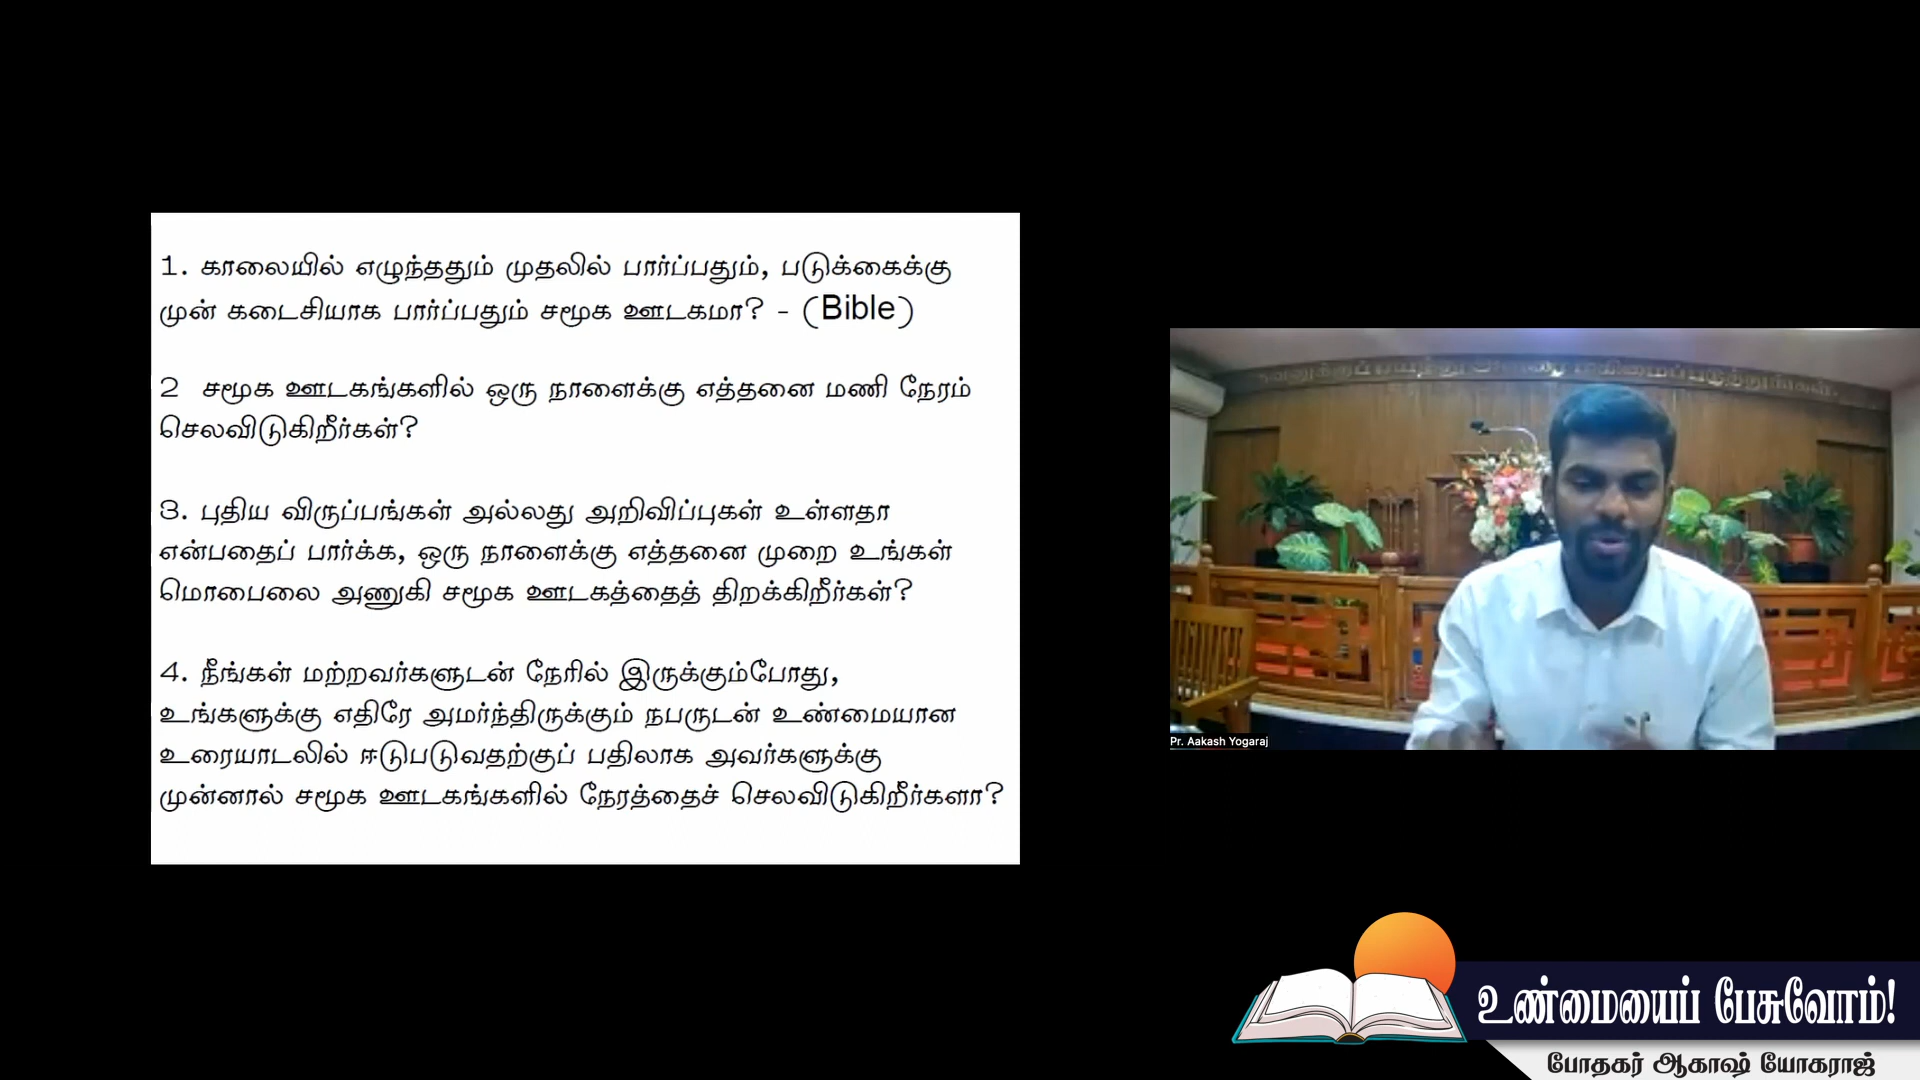 1. காலையில் எழுந்ததும் முதலில் பார்ப்பதும், படுக்கைக்கு
முன் கடைசியாக பார்ப்பதும் சமூக ஊடகமா? - (Bible)
2 சமூக ஊடகங்களில் ஒரு நாளைக்கு எத்தனை மணி நேரம்
செலவிடுகிறீர்கள்?
3. புதிய விருப்பங்கள் அல்லது அறிவிப்புகள் உள்ளதா
என்பதைப் பார்க்க, ஒரு நாளைக்கு எத்தனை முறை உங்கள்
மொபைலை அணுகி சமூக ஊடகத்தைத் திறக்கிறீர்கள்?
4. நீங்கள் மற்றவர்களுடன் நேரில் இருக்கும்போது,
உங்களுக்கு எதிரே அமர்ந்திருக்கும் நபருடன் உண்மையான
உரையாடலில் ஈடுபடுவதற்குப் பதிலாக அவர்களுக்கு
முன்னால் சமூக ஊடகங்களில் நேரத்தைச் செலவிடுகிறீர்களா?
Pr. Aakash Yogaraj
உண்மையைப் பேசுவோம்!
போதகர் ஆகாஷ் யோகராஜ்